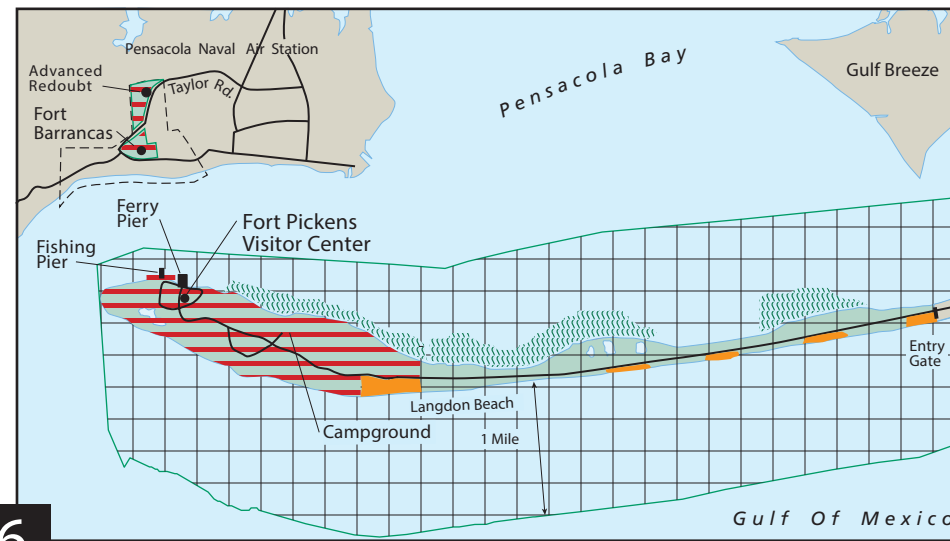 Pensacola Naval Air Station
Advanced
Redoubt
Taylor Rd.
Fort
Barrancas
Pensacola Bay
Gulf Breeze
Ferry
Pier
Fort Pickens
Visitor Center
Fishing
Pier
Entry
Gate
Langdon Beach
Campground
1 Mile
Gulf Of Mexico
6